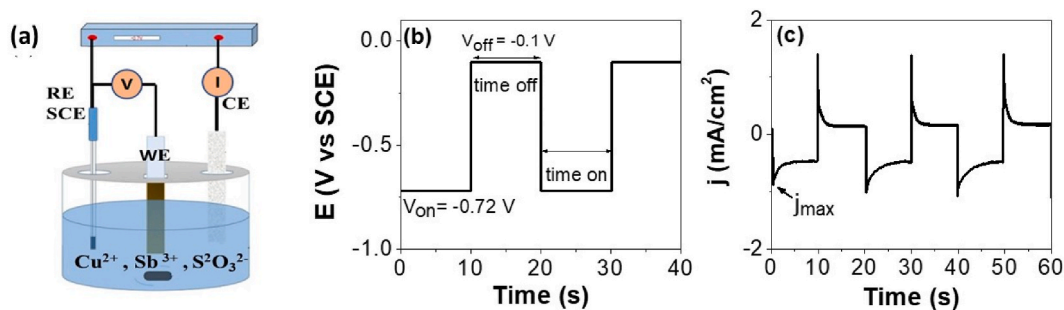 (a)
V
I
RE
SCE
CE
WE
Cu²⁺ , Sb ³⁺ , S²O₃²⁻
(b)
E (V vs SCE)
0.0
-0.5
-1.0
V_off = -0.1 V
time off
time on
V_on= -0.72 V
0 10 20 30 40
Time (s)
(c)
j (mA/cm²)
2
0
-2
j_max
0 10 20 30 40 50 60
Time (s)